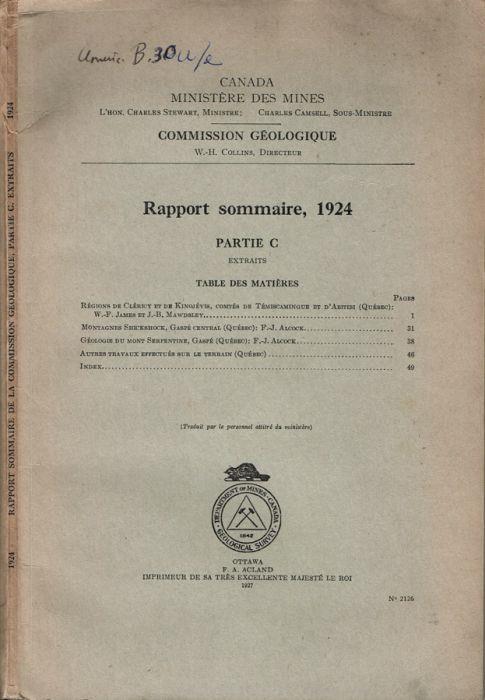 B.30
CANADA
MINISTÈRE DES MINES
L'HON. CHARLES STEWART, MINISTRE; CHARLES CAMSELL, SOUS-MINISTRE
COMMISSION GÉOLOGIQUE
W.-H. COLLINS, DIRECTEUR
Rapport sommaire, 1924
PARTIE C
EXTRAITS
TABLE DES MATIÈRES
PAGES
RÉGIONS DE CLÉRICY ET DE KINOJÉVIS, COMTÉS DE TÉMISCAMINGUE ET D'ABITIBI (QUÉBEC):
W.-F. JAMES ET J.-B. MAWDSLEY 1
MONTAGNES SHICKSHOCK, GASPÉ CENTRAL (QUÉBEC): F.-J. ALCOCK 31
GÉOLOGIE DU MONT SERPENTINE, GASPÉ (QUÉBEC): F.-J. ALCOCK 38
AUTRES TRAVAUX EFFECTUÉS SUR LE TERRAIN (QUÉBEC) 46
INDEX 49
(Traduit par le personnel attitré du ministère)
DEPARTMENT OF MINES · CANADA
1842
GEOLOGICAL SURVEY
OTTAWA
F. A. ACLAND
IMPRIMEUR DE SA TRÈS EXCELLENTE MAJESTÉ LE ROI
1927
N° 2126
1924 RAPPORT SOMMAIRE DE LA COMMISSION GÉOLOGIQUE, PARTIE C, EXTRAITS 1924